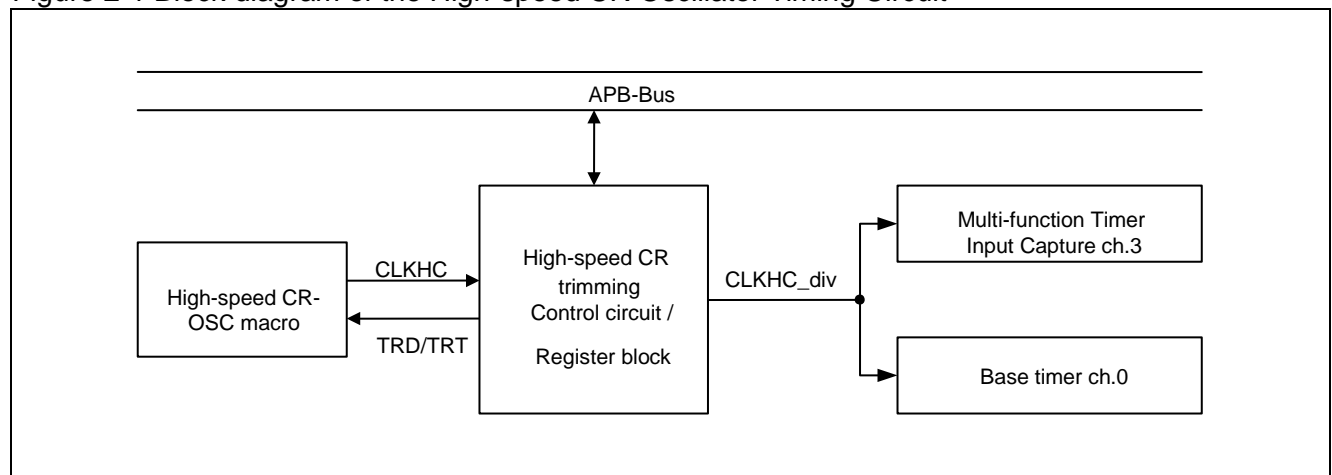 Figure 2-1 Block diagram of the High-speed CR Oscillator Timing Circuit
APB-Bus
High-speed CR-
OSC macro
CLKHC
TRD/TRT
High-speed CR
trimming
Control circuit /
Register block
CLKHC_div
Multi-function Timer
Input Capture ch.3
Base timer ch.0